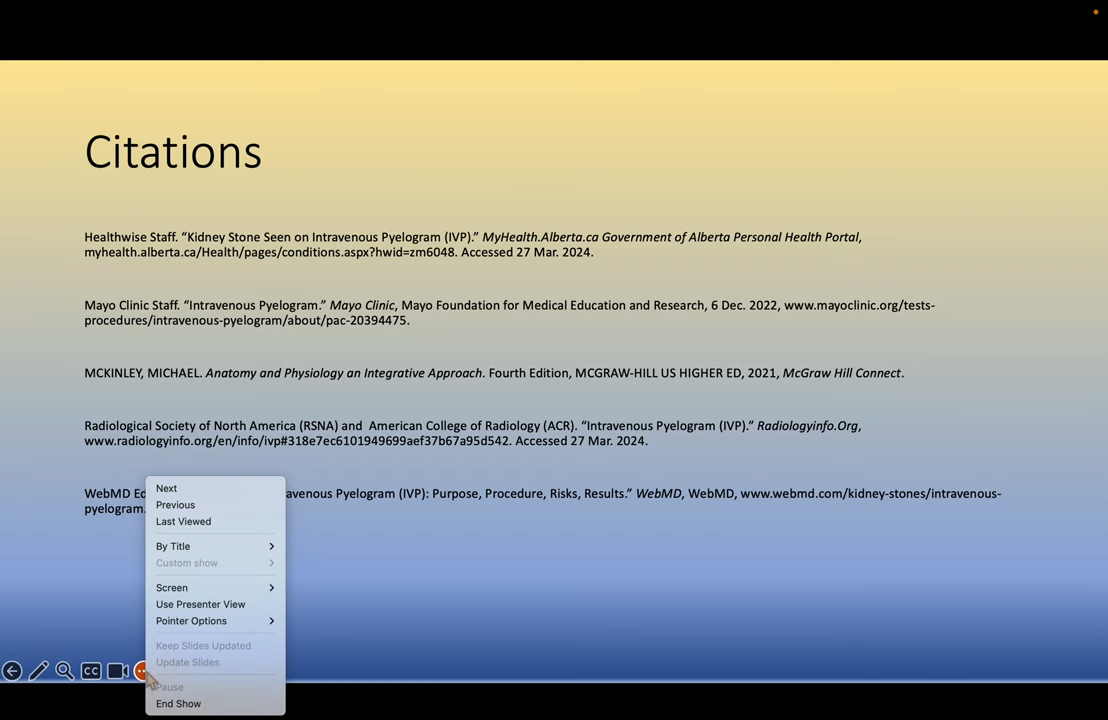 Citations
Healthwise Staff. “Kidney Stone Seen on Intravenous Pyelogram (IVP).” MyHealth.Alberta.ca Government of Alberta Personal Health Portal,
myhealth.alberta.ca/Health/pages/conditions.aspx?hwid=zm6048. Accessed 27 Mar. 2024.
Mayo Clinic Staff. “Intravenous Pyelogram.” Mayo Clinic, Mayo Foundation for Medical Education and Research, 6 Dec. 2022, www.mayoclinic.org/tests-
procedures/intravenous-pyelogram/about/pac-20394475.
MCKINLEY, MICHAEL. Anatomy and Physiology an Integrative Approach. Fourth Edition, MCGRAW-HILL US HIGHER ED, 2021, McGraw Hill Connect.
Radiological Society of North America (RSNA) and  American College of Radiology (ACR). “Intravenous Pyelogram (IVP).” Radiologyinfo.Org,
www.radiologyinfo.org/en/info/ivp#318e7ec6101949699aef37b67a95d542. Accessed 27 Mar. 2024.
WebMD Ed avenous Pyelogram (IVP): Purpose, Procedure, Risks, Results.” WebMD, WebMD, www.webmd.com/kidney-stones/intravenous-
pyelogram.
Next
Previous
Last Viewed
By Title
Custom show
Screen
Use Presenter View
Pointer Options
Keep Slides Updated
Update Slides
Pause
End Show
CC